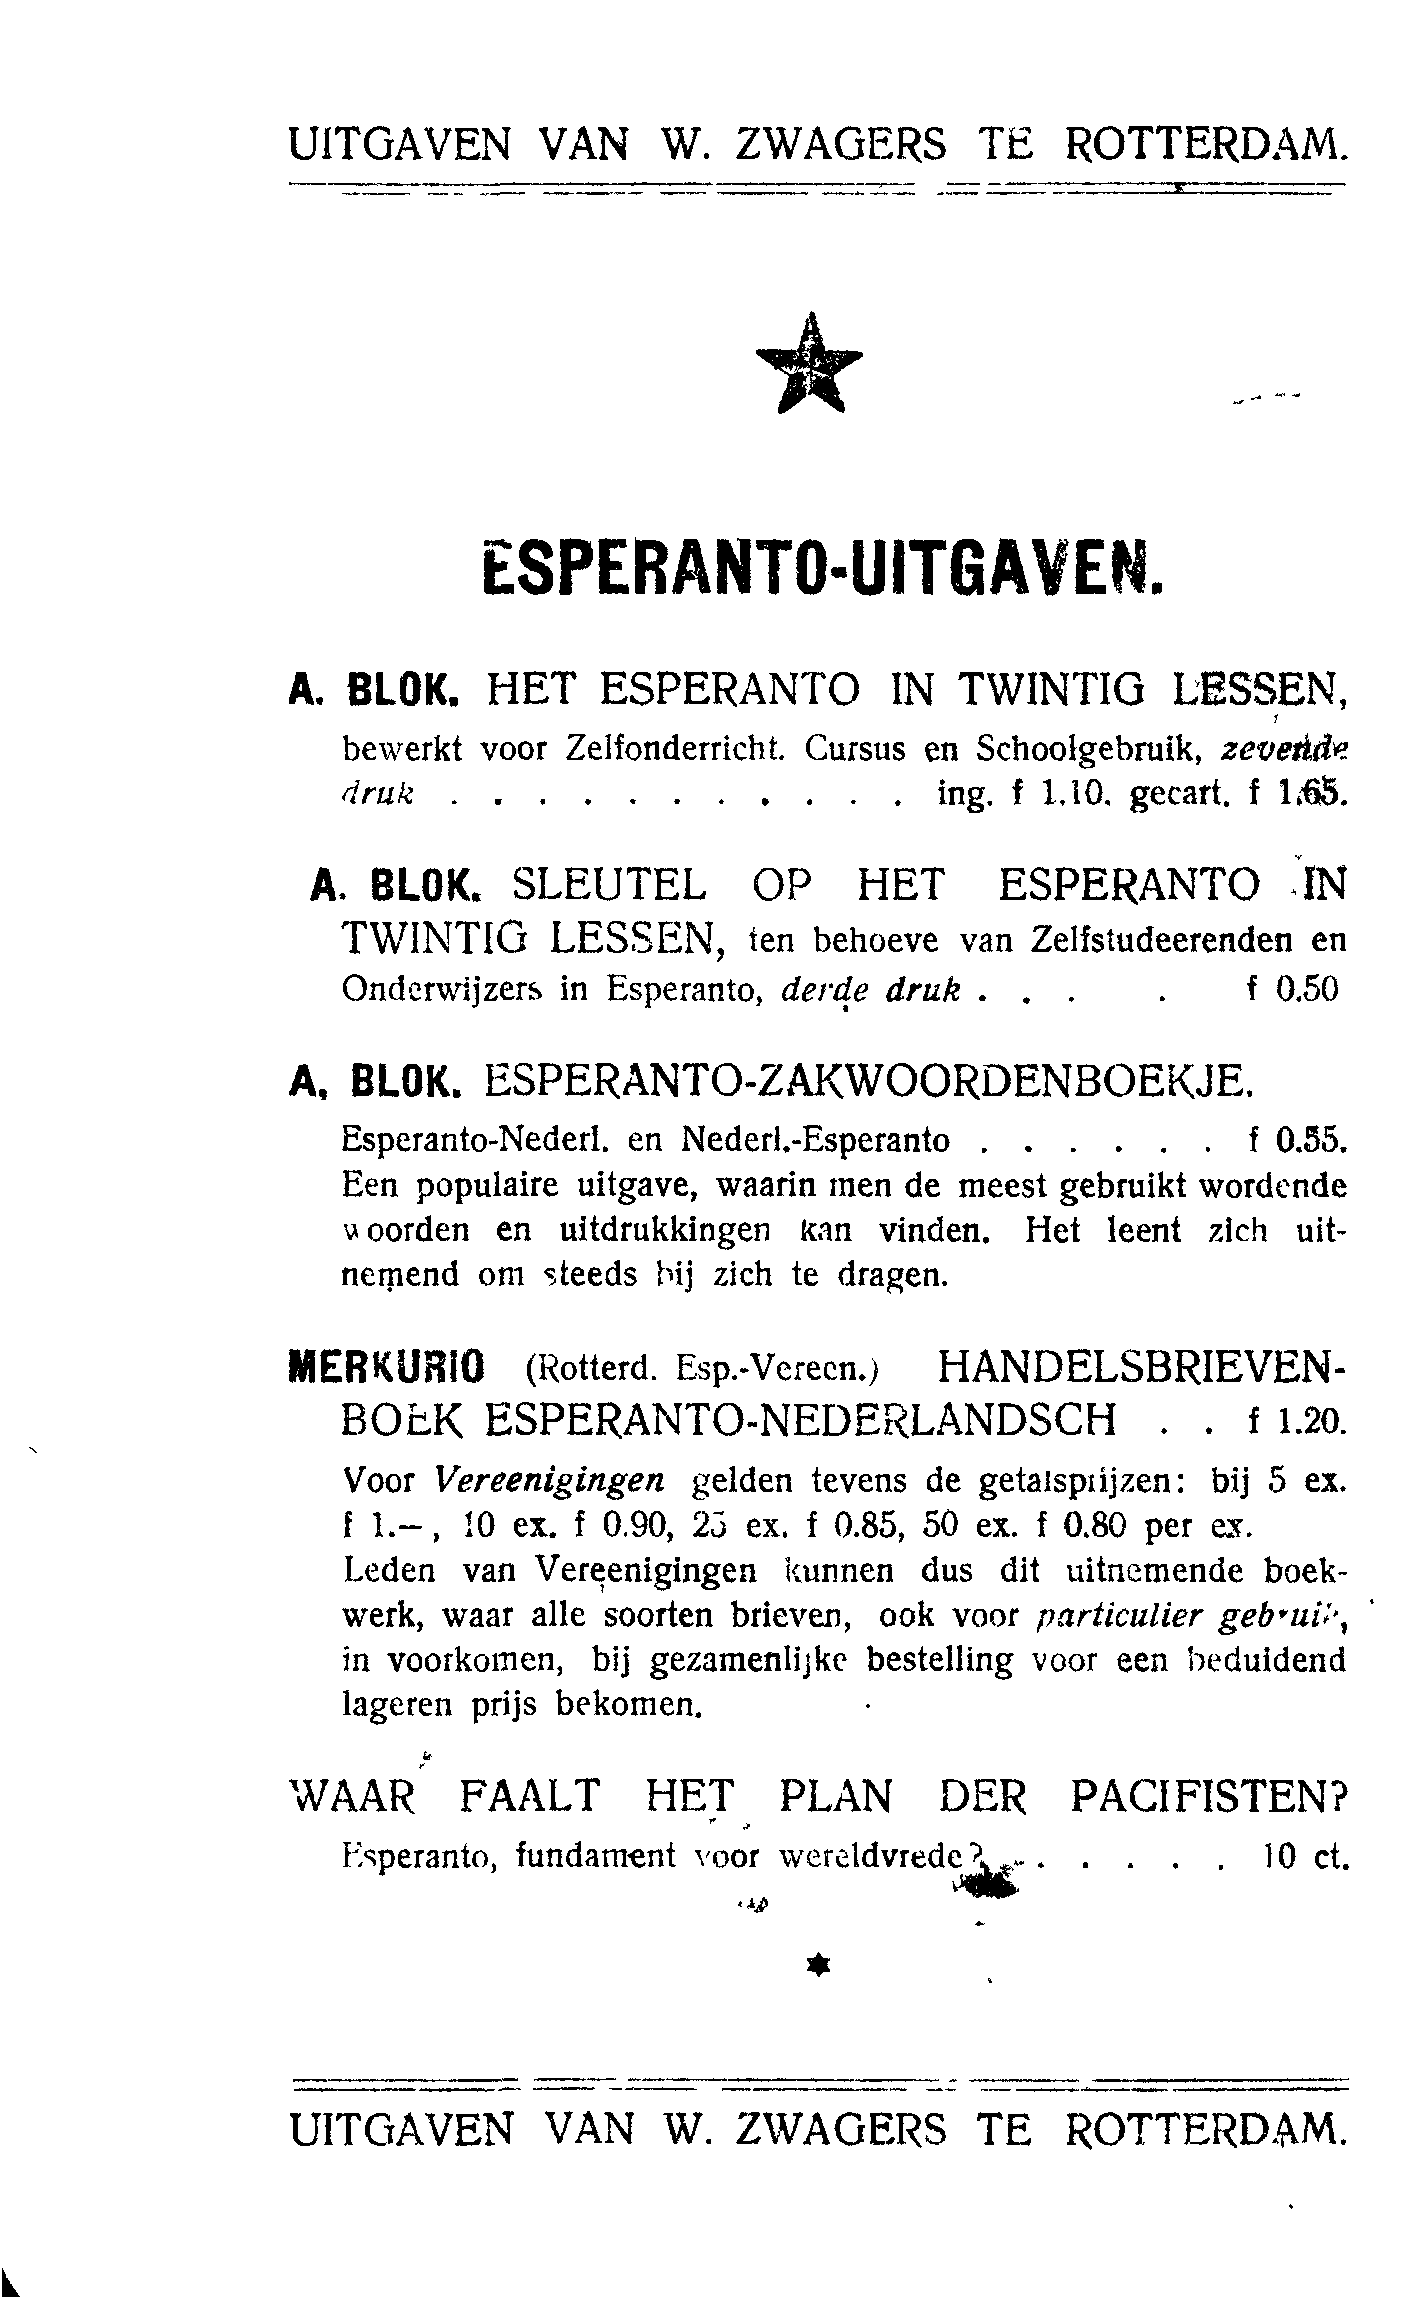 UITGAVEN VAN W. ZWAGERS TE ROTTERDAM.
ESPERANTO-UITGAVEN.
A. BLOK. HET ESPERANTO IN TWINTIG LESSEN,
bewerkt voor Zelfonderricht. Cursus en Schoolgebruik, zevende
druk . . . . . . . . . . . ing. f 1.10. gecart. f 1.65.
A. BLOK. SLEUTEL OP HET ESPERANTO IN
TWINTIG LESSEN, ten behoeve van Zelfstudeerenden en
Onderwijzers in Esperanto, derde druk . . . . f 0.50
A. BLOK. ESPERANTO-ZAKWOORDENBOEKJE.
Esperanto-Nederl. en Nederl.-Esperanto . . . . . . f 0.55.
Een populaire uitgave, waarin men de meest gebruikt wordende
woorden en uitdrukkingen kan vinden. Het leent zich uit-
nemend om steeds bij zich te dragen.
MERKURIO (Rotterd. Esp.-Vereen.) HANDELSBRIEVEN-
BOEK ESPERANTO-NEDERLANDSCH . . f 1.20.
Voor Vereenigingen gelden tevens de getalsprijzen: bij 5 ex.
f 1.–, 10 ex. f 0.90, 25 ex. f 0.85, 50 ex. f 0.80 per ex.
Leden van Vereenigingen kunnen dus dit uitnemende boek-
werk, waar alle soorten brieven, ook voor particulier gebruik,
in voorkomen, bij gezamenlijke bestelling voor een beduidend
lageren prijs bekomen.
WAAR FAALT HET PLAN DER PACIFISTEN?
Esperanto, fundament voor wereldvrede? . . . . . . 10 ct.
UITGAVEN VAN W. ZWAGERS TE ROTTERDAM.